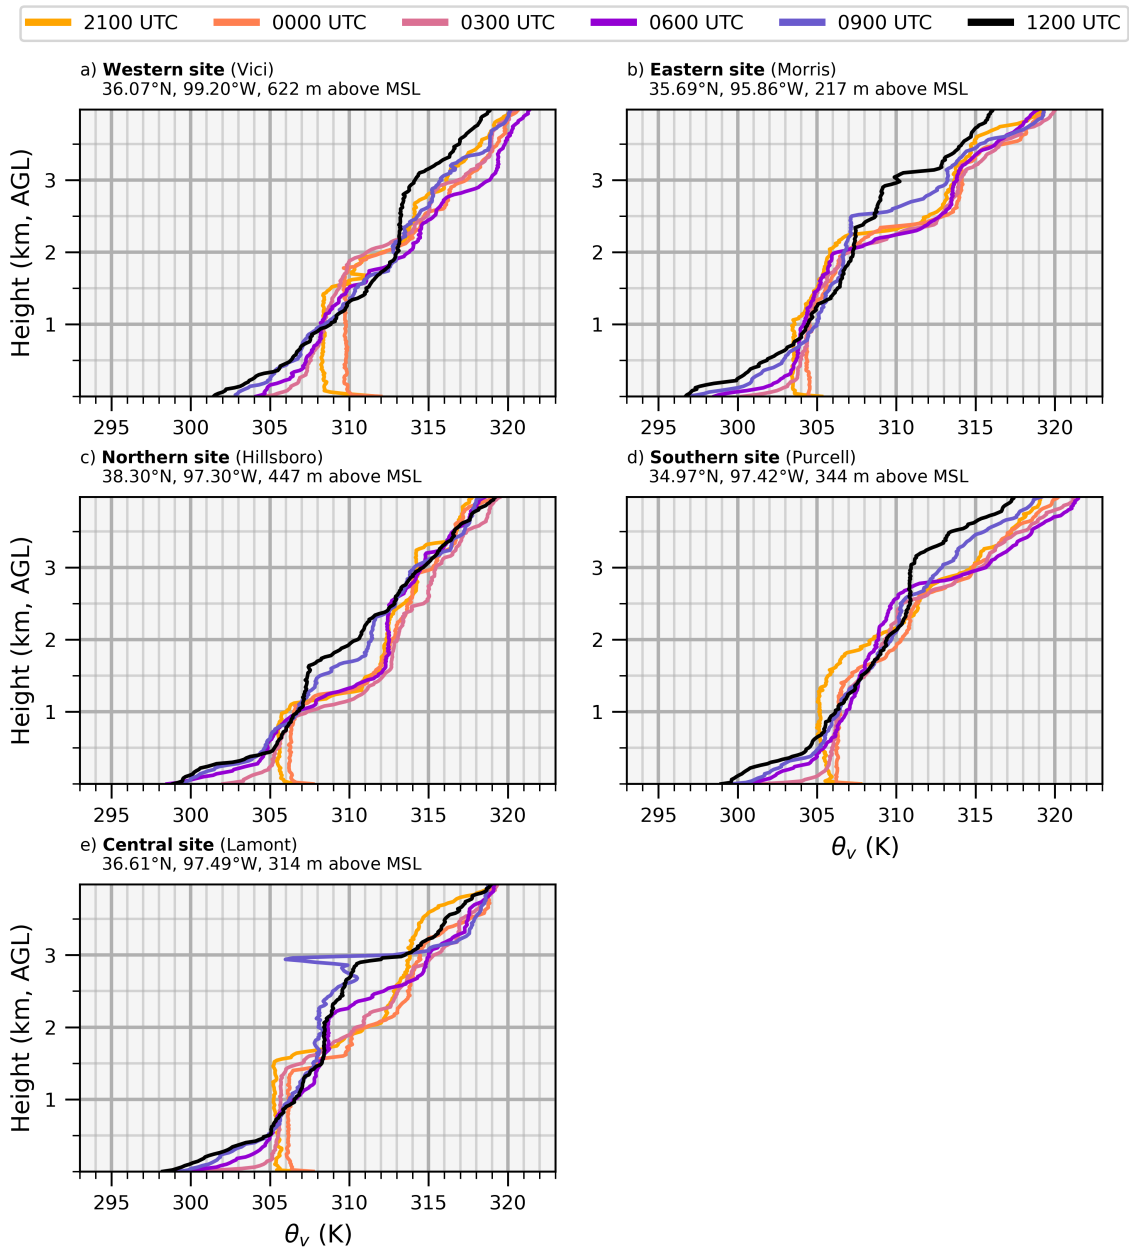 2100 UTC 0000 UTC 0300 UTC 0600 UTC 0900 UTC 1200 UTC
a) Western site (Vici)
36.07°N, 99.20°W, 622 m above MSL
Height (km, AGL)
3
2
1
295 300 305 310 315 320
b) Eastern site (Morris)
35.69°N, 95.86°W, 217 m above MSL
3
2
1
295 300 305 310 315 320
c) Northern site (Hillsboro)
38.30°N, 97.30°W, 447 m above MSL
Height (km, AGL)
3
2
1
295 300 305 310 315 320
d) Southern site (Purcell)
34.97°N, 97.42°W, 344 m above MSL
3
2
1
295 300 305 310 315 320
θv (K)
e) Central site (Lamont)
36.61°N, 97.49°W, 314 m above MSL
Height (km, AGL)
3
2
1
295 300 305 310 315 320
θv (K)